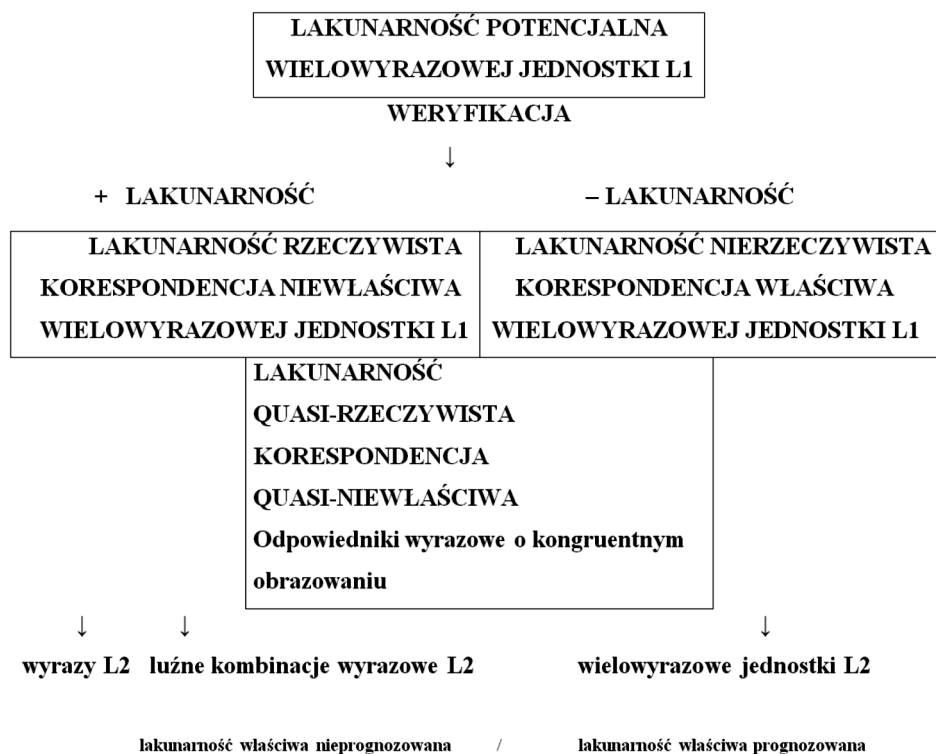 LAKUNARNOŚĆ POTENCJALNA
WIELOWYRAZOWEJ JEDNOSTKI L1
WERYFIKACJA
↓
+ LAKUNARNOŚĆ
– LAKUNARNOŚĆ
LAKUNARNOŚĆ RZECZYWISTA
KORESPONDENCJA NIEWŁAŚCIWA
WIELOWYRAZOWEJ JEDNOSTKI L1
LAKUNARNOŚĆ NIERZECZYWISTA
KORESPONDENCJA WŁAŚCIWA
WIELOWYRAZOWEJ JEDNOSTKI L1
LAKUNARNOŚĆ
QUASI-RZECZYWISTA
KORESPONDENCJA
QUASI-NIEWŁAŚCIWA
Odpowiedniki wyrazowe o kongruentnym
obrazowaniu
↓ ↓ ↓
wyrazy L2 luźne kombinacje wyrazowe L2 wielowyrazowe jednostki L2
łakunarność właściwa nieprognozowana / łakunarność właściwa prognozowana